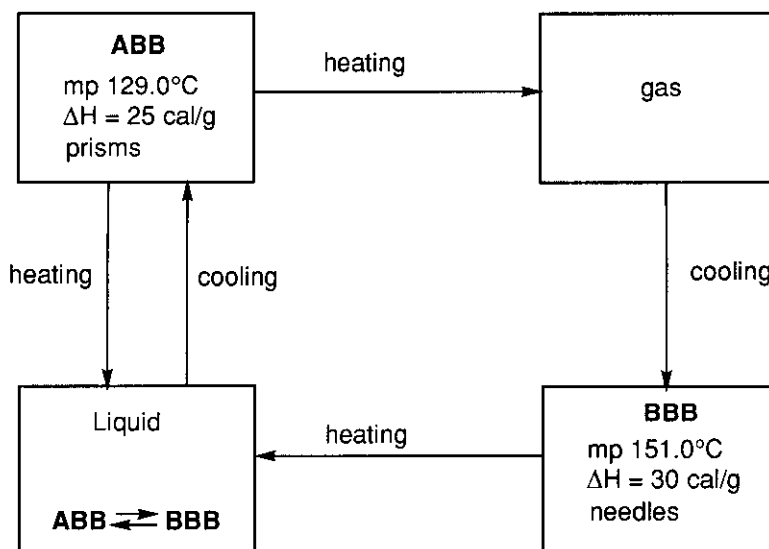 ABB
mp 129.0°C
ΔH = 25 cal/g
prisms
heating
gas
heating
cooling
cooling
Liquid
ABB ⇌ BBB
heating
BBB
mp 151.0°C
ΔH = 30 cal/g
needles